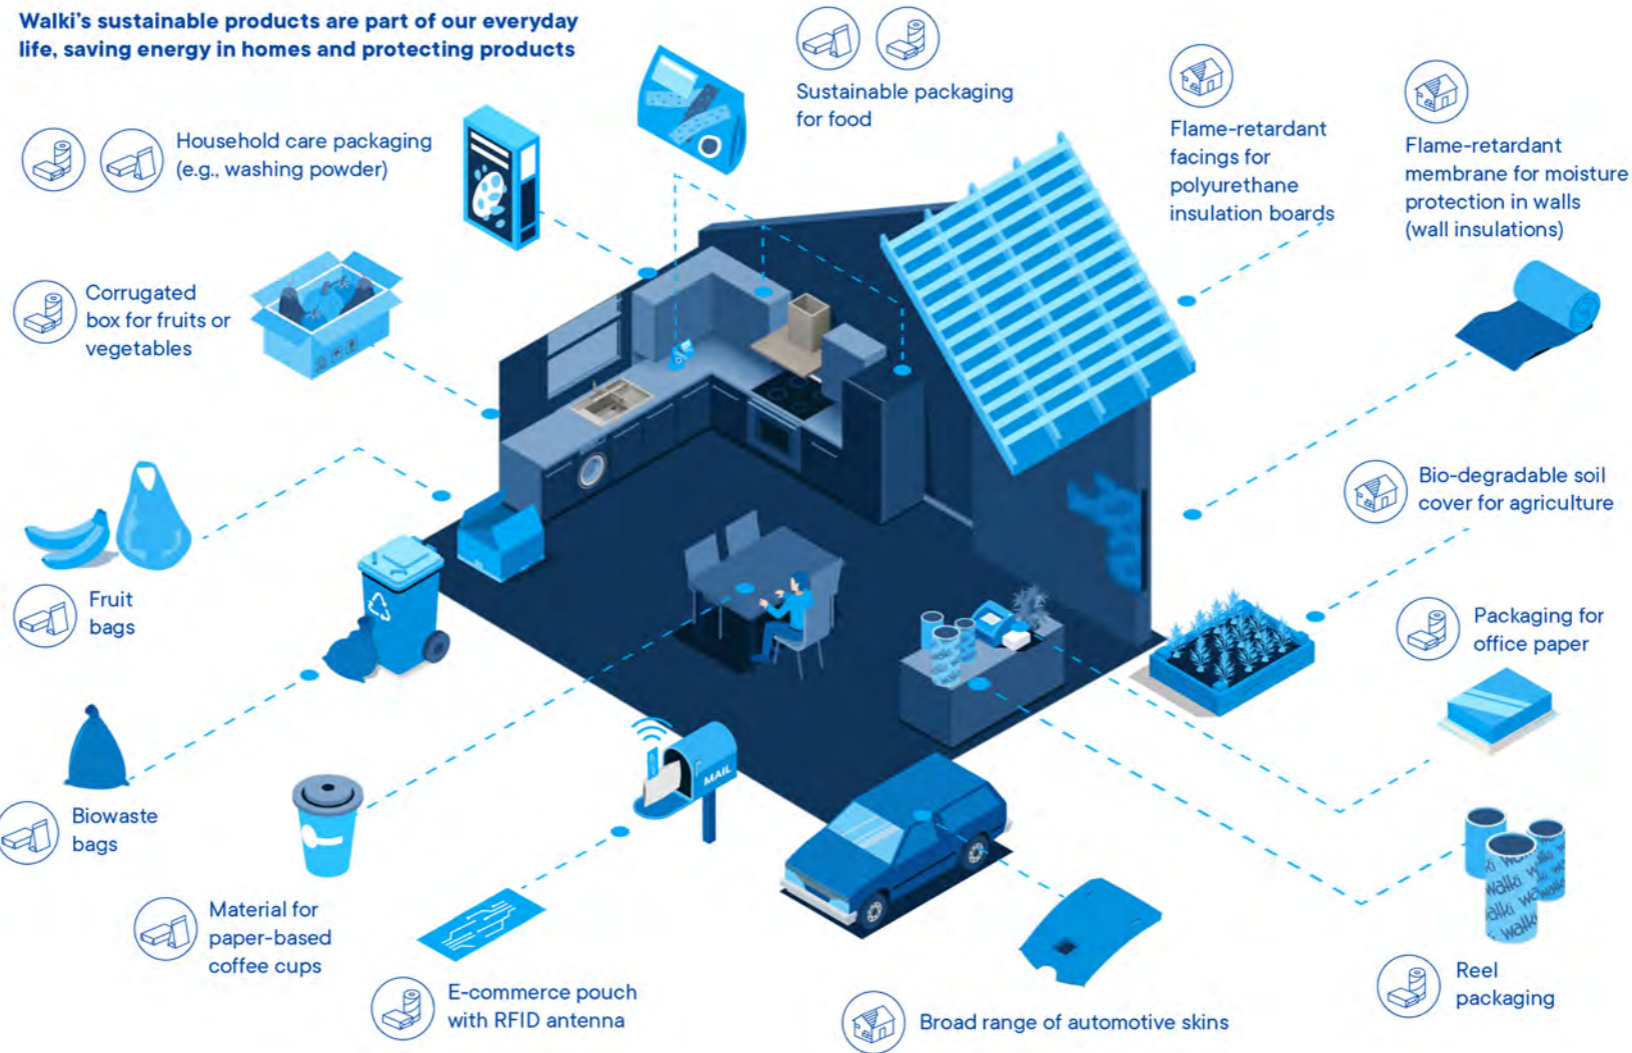 Walki's sustainable products are part of our everyday
life, saving energy in homes and protecting products
Household care packaging
(e.g., washing powder)
Sustainable packaging
for food
Flame-retardant
facings for
polyurethane
insulation boards
Flame-retardant
membrane for moisture
protection in walls
(wall insulations)
Corrugated
box for fruits or
vegetables
Bio-degradable soil
cover for agriculture
Fruit
bags
Packaging for
office paper
Biowaste
bags
MAIL
Material for
paper-based
coffee cups
E-commerce pouch
with RFID antenna
Broad range of automotive skins
walki
walki
walki
Reel
packaging